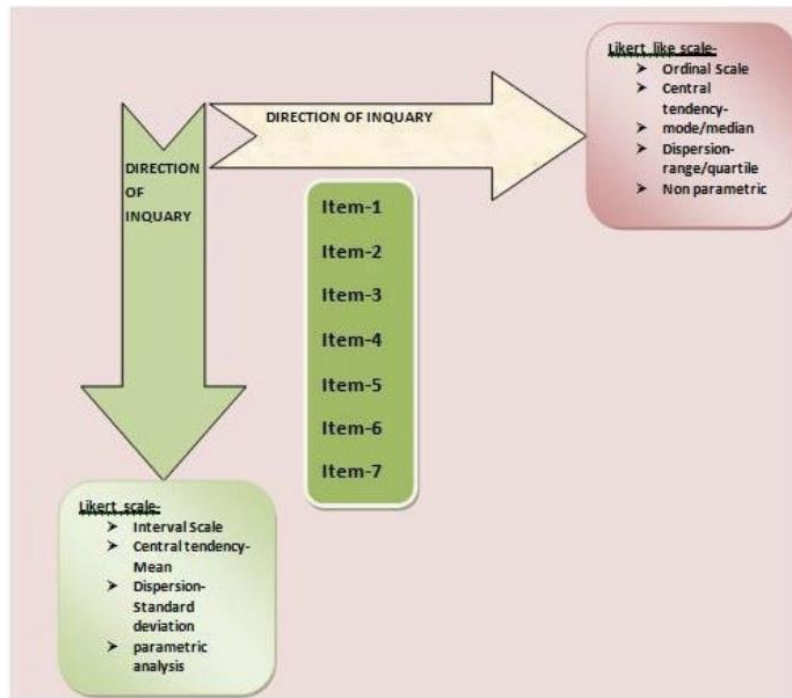 Likert like scale-
➤ Ordinal Scale
➤ Central
tendency-
➤ mode/median
➤ Dispersion-
range/quartile
➤ Non parametric
DIRECTION OF INQUARY
DIRECTION
OF
INQUARY
Item-1
Item-2
Item-3
Item-4
Item-5
Item-6
Item-7
Likert scale-
➤ Interval Scale
➤ Central tendency-
Mean
➤ Dispersion-
Standard
deviation
➤ parametric
analysis